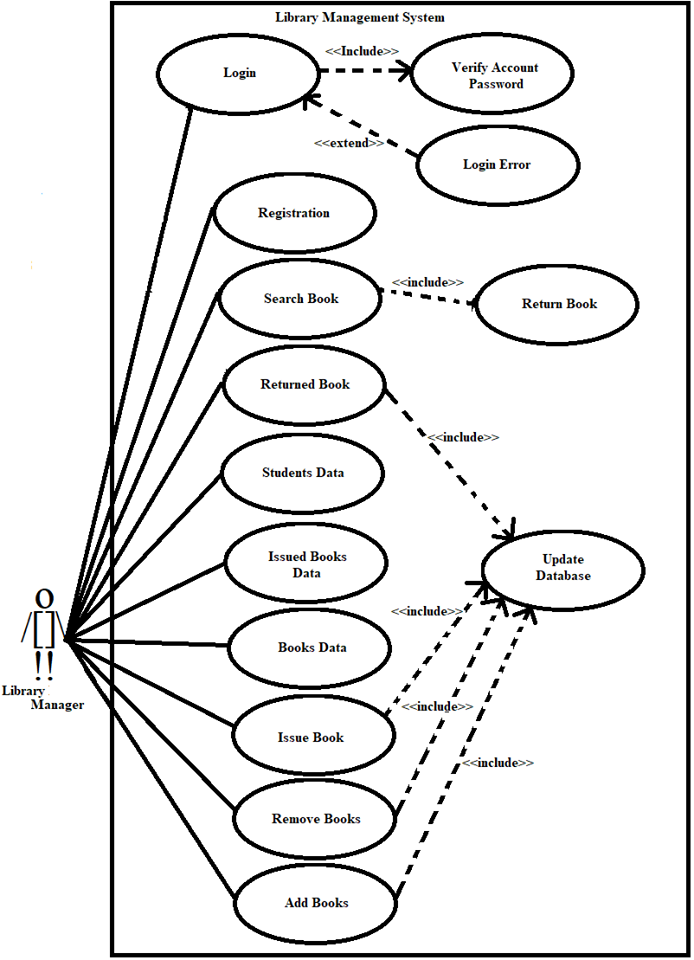 Library Management System
Login
<<Include>>
Verify Account
Password
<<extend>>
Login Error
Registration
Search Book
<<include>>
Return Book
Returned Book
<<include>>
Students Data
Issued Books
Data
Update
Database
O
/[]\
!!
Library
Manager
Books Data
<<include>>
Issue Book
<<include>>
Remove Books
<<include>>
Add Books